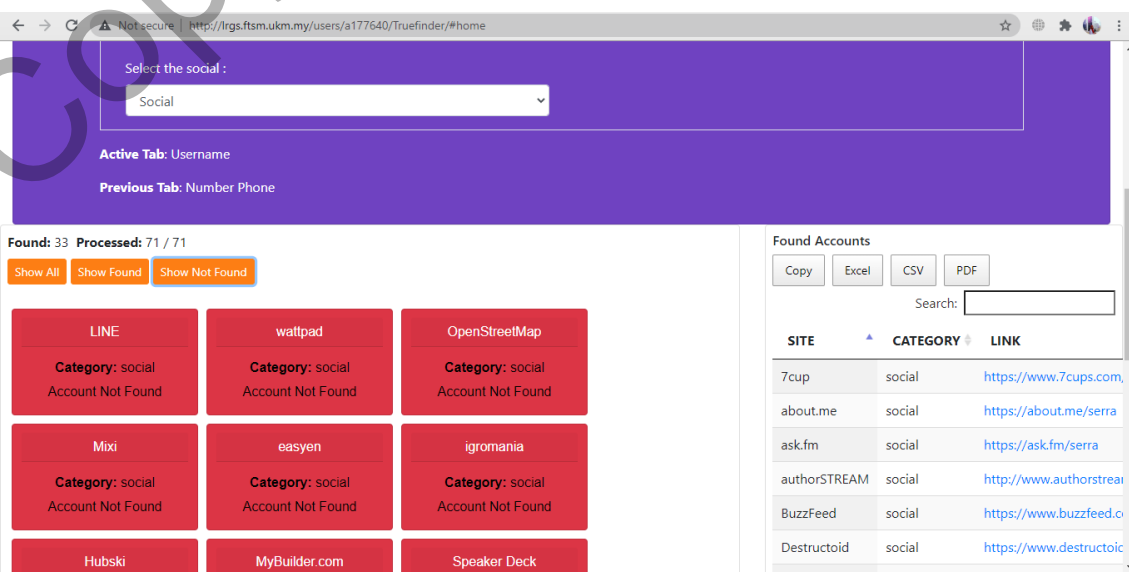 Not secure | http://lrgs.ftsm.ukm.my/users/a177640/Truefinder/#home
Select the social :
Social
Active Tab: Username
Previous Tab: Number Phone
Found: 33 Processed: 71 / 71
Show All Show Found Show Not Found
LINE
Category: social
Account Not Found
wattpad
Category: social
Account Not Found
OpenStreetMap
Category: social
Account Not Found
Mixi
Category: social
Account Not Found
easyen
Category: social
Account Not Found
igromania
Category: social
Account Not Found
Hubski
MyBuilder.com
Speaker Deck
Found Accounts
Copy Excel CSV PDF
Search:
SITE CATEGORY LINK
7cup social https://www.7cups.com,
about.me social https://about.me/serra
ask.fm social https://ask.fm/serra
authorSTREAM social http://www.authorstrea
BuzzFeed social https://www.buzzfeed.c
Destructoid social https://www.destructoid